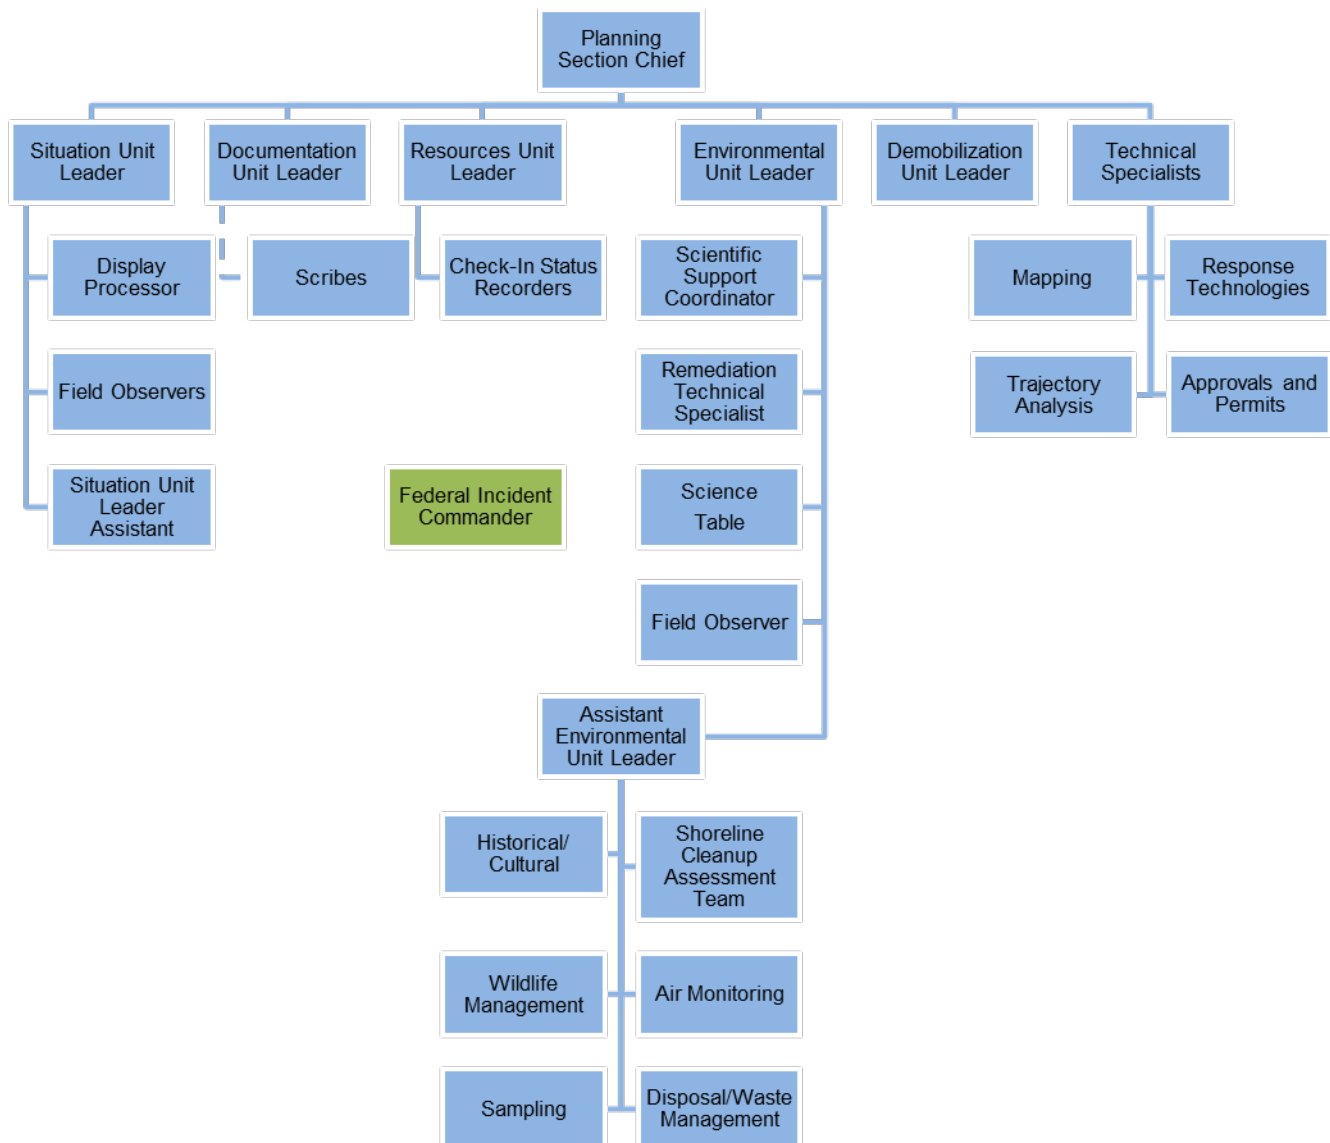 Planning
Section Chief
Situation Unit
Leader
Documentation
Unit Leader
Resources Unit
Leader
Environmental
Unit Leader
Demobilization
Unit Leader
Technical
Specialists
Display
Processor
Scribes
Check-In Status
Recorders
Scientific
Support
Coordinator
Mapping
Response
Technologies
Field Observers
Remediation
Technical
Specialist
Trajectory
Analysis
Approvals and
Permits
Situation Unit
Leader
Assistant
Federal Incident
Commander
Science
Table
Field Observer
Assistant
Environmental
Unit Leader
Historical/
Cultural
Shoreline
Cleanup
Assessment
Team
Wildlife
Management
Air Monitoring
Sampling
Disposal/Waste
Management